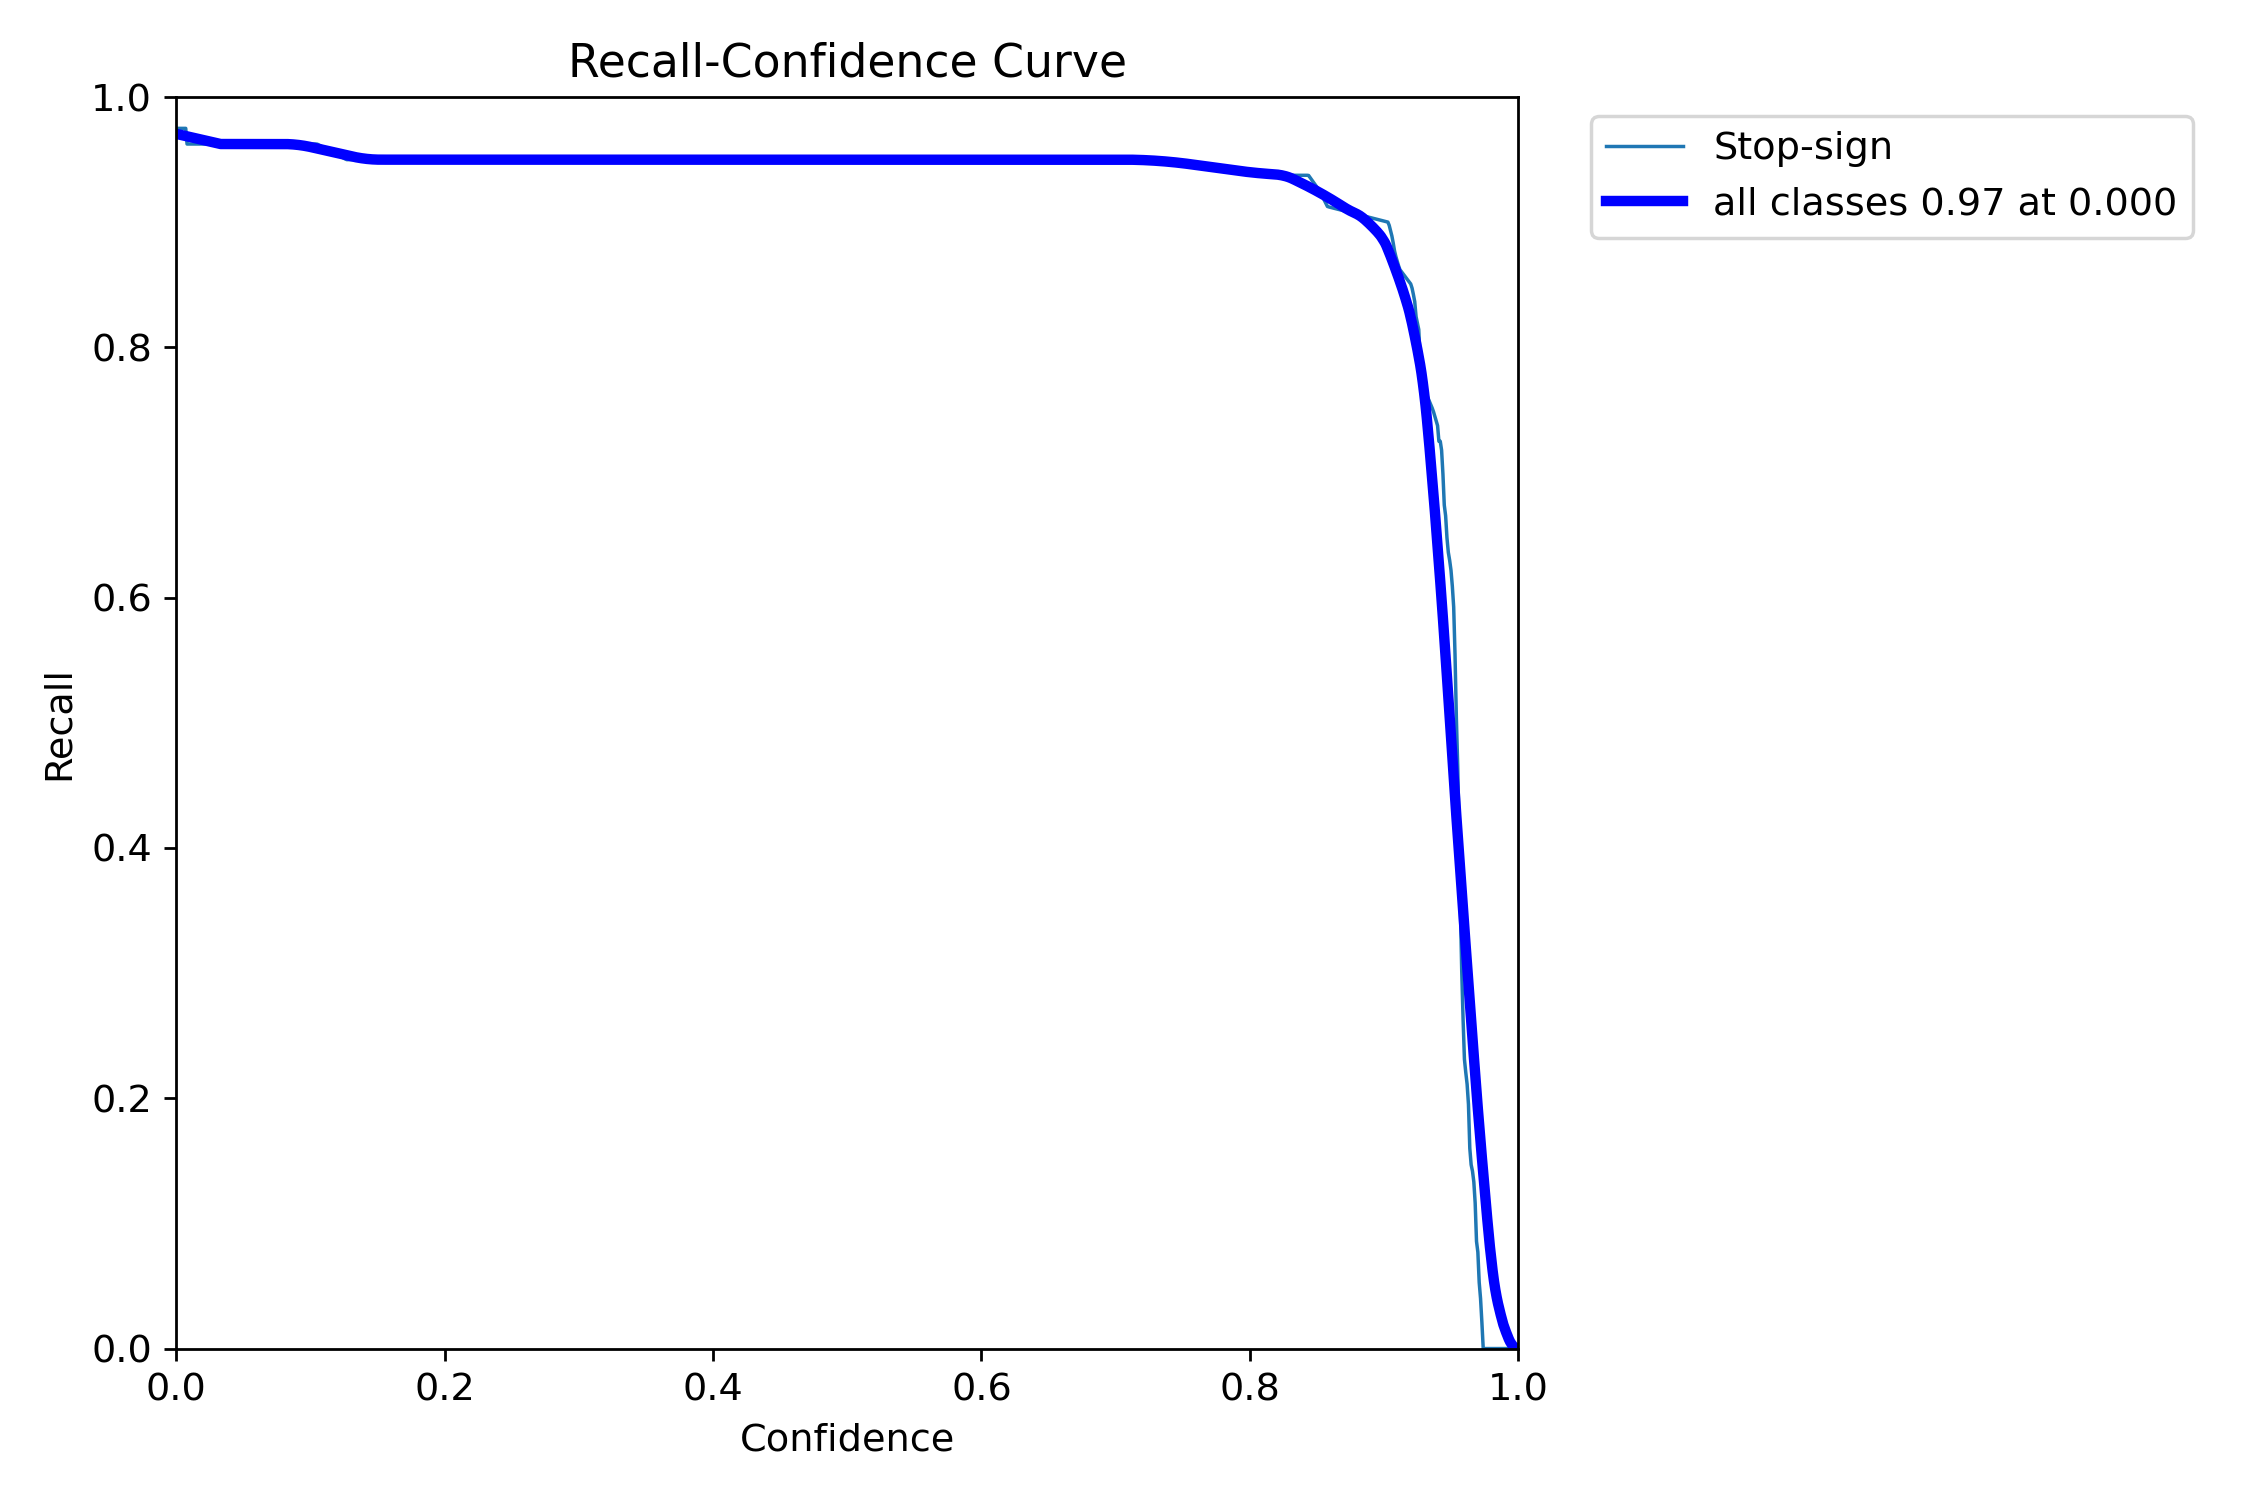 Recall-Confidence Curve
Stop-sign
all classes 0.97 at 0.000
1.0
0.8
0.6
0.4
0.2
0.0
Recall
0.0 0.2 0.4 0.6 0.8 1.0
Confidence